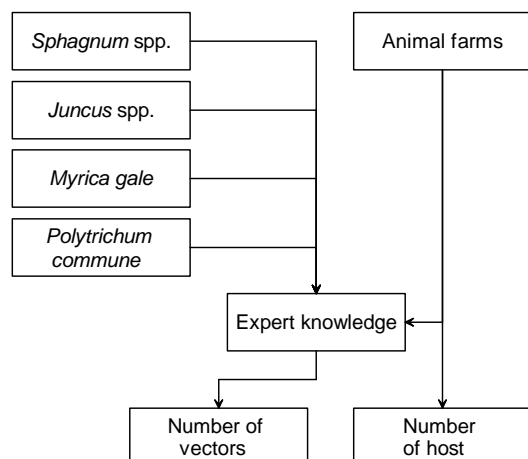 Sphagnum spp.
Animal farms
Juncus spp.
Myrica gale
Polytrichum
commune
Expert knowledge
Number of
vectors
Number
of host